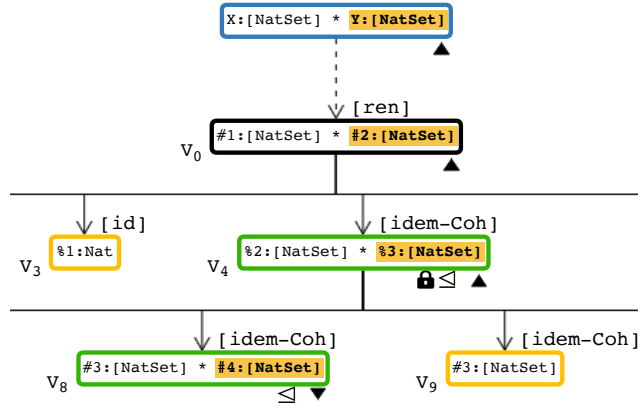 X:[NatSet] * Y:[NatSet]
[ren]
#1:[NatSet] * #2:[NatSet]
V0
[id] [idem-Coh]
%1:Nat %2:[NatSet] * %3:[NatSet]
V3 V4
[idem-Coh] [idem-Coh]
#3:[NatSet] * #4:[NatSet] #3:[NatSet]
V8 V9